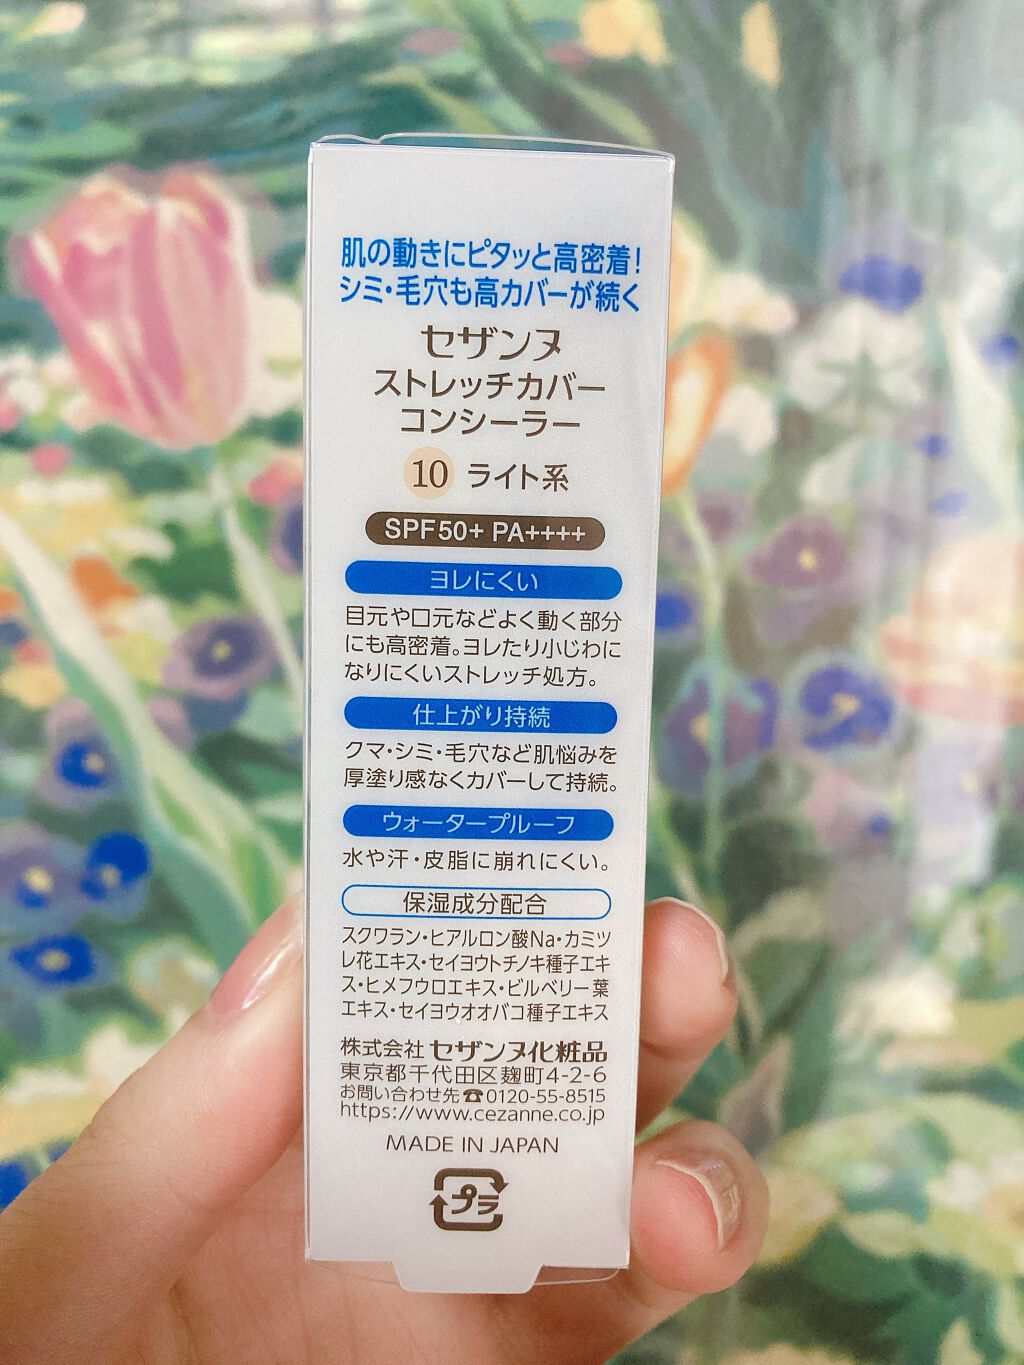 肌の動きにピタッと高密着!
シミ・毛穴も高カバーが続く
セザンヌ
ストレッチカバー
コンシーラー
10 ライト系
SPF50+ PA++++
ヨレにくい
目元や口元などよく動く部分
にも高密着。ヨレたり小じわに
なりにくいストレッチ処方。
仕上がり持続
クマ・シミ・毛穴など肌悩みを
厚塗り感なくカバーして持続。
ウォータープルーフ
水や汗・皮脂に崩れにくい。
保湿成分配合
スクワラン・ヒアルロン酸Na・カミツ
レ花エキス・セイヨウトチノキ種子エキ
ス・ヒメフウロエキス・ビルベリー葉
エキス・セイヨウオオバコ種子エキス
株式会社 セザンヌ化粧品
東京都千代田区麹町4-2-6
お問い合わせ先☎0120-55-8515
https://www.cezanne.co.jp
MADE IN JAPAN
プラ